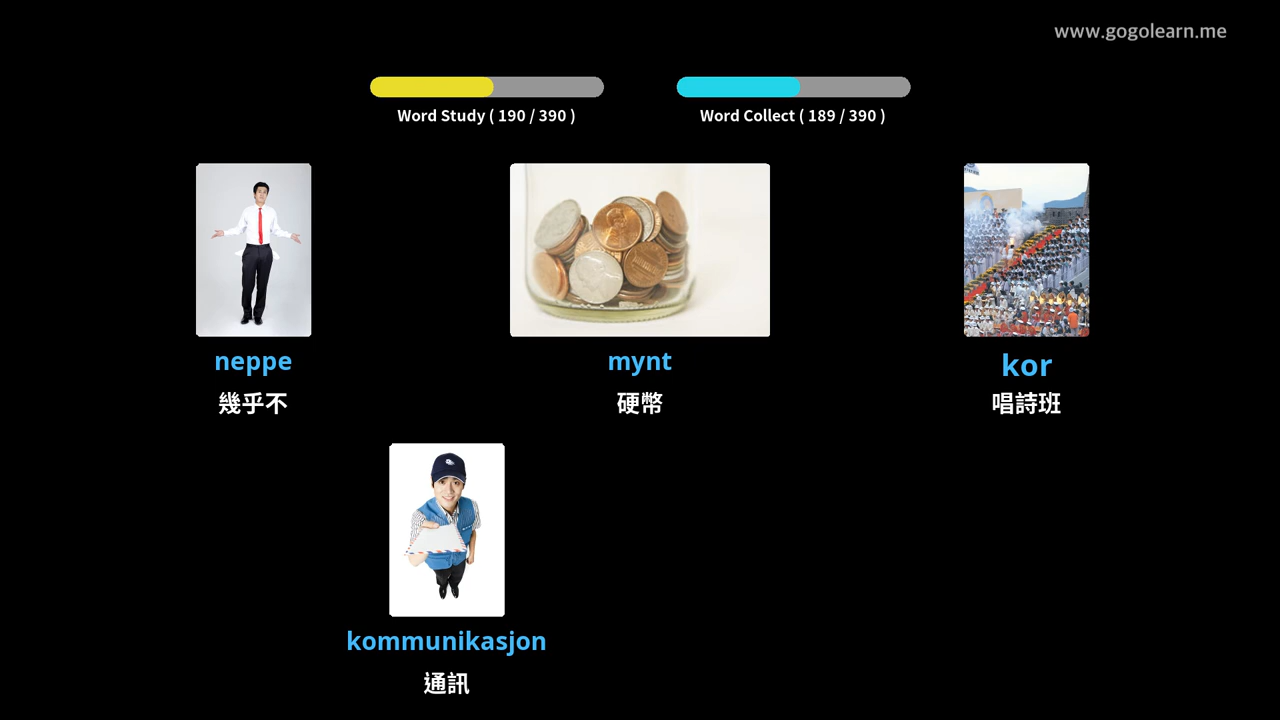 www.gogolearn.me
Word Study ( 190 / 390 )
Word Collect ( 189 / 390 )
neppe
幾乎不
mynt
硬幣
kor
唱詩班
kommunikasjon
通訊